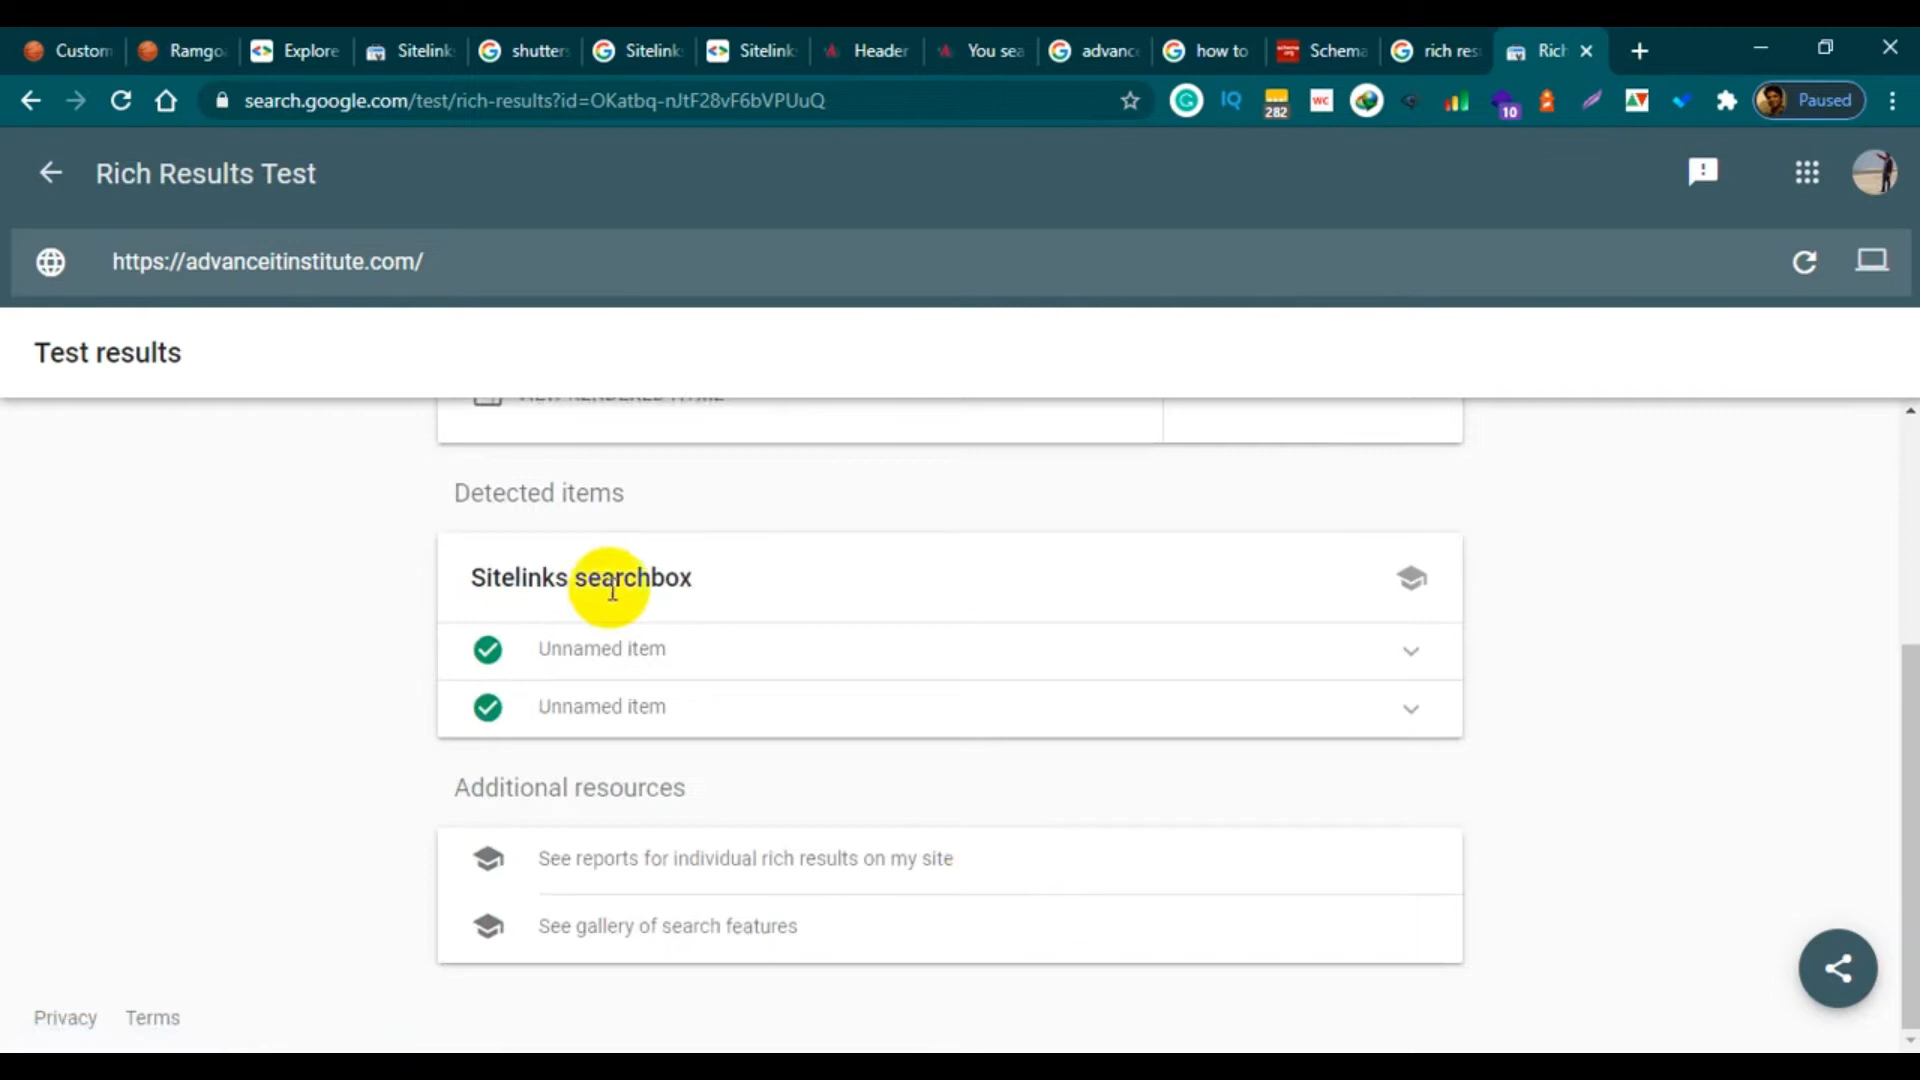 Custom Ramgo Explore Sitelink shutters Sitelink Sitelink Header You sea advanc how to Schema rich res Rich
search.google.com/test/rich-results?id=OKatbq-nJtF28vF6bVPUuQ
IQ 282 WC 10 Paused
Rich Results Test
https://advanceitinstitute.com/
Test results
Detected items
Sitelinks searchbox
Unnamed item
Unnamed item
Additional resources
See reports for individual rich results on my site
See gallery of search features
Privacy Terms